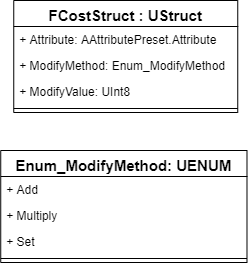 FCostStruct : UStruct
+ Attribute: AAttributePreset.Attribute
+ ModifyMethod: Enum_ModifyMethod
+ ModifyValue: UInt8
Enum_ModifyMethod: UENUM
+ Add
+ Multiply
+ Set